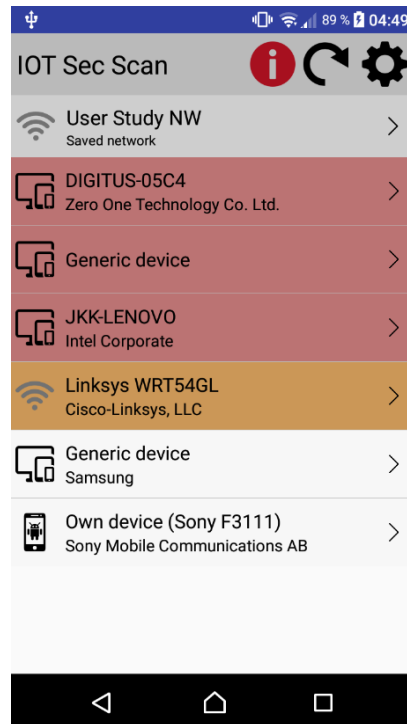 89 % 04:49
IOT Sec Scan
User Study NW
Saved network
DIGITUS-05C4
Zero One Technology Co. Ltd.
Generic device
JKK-LENOVO
Intel Corporate
Linksys WRT54GL
Cisco-Linksys, LLC
Generic device
Samsung
Own device (Sony F3111)
Sony Mobile Communications AB